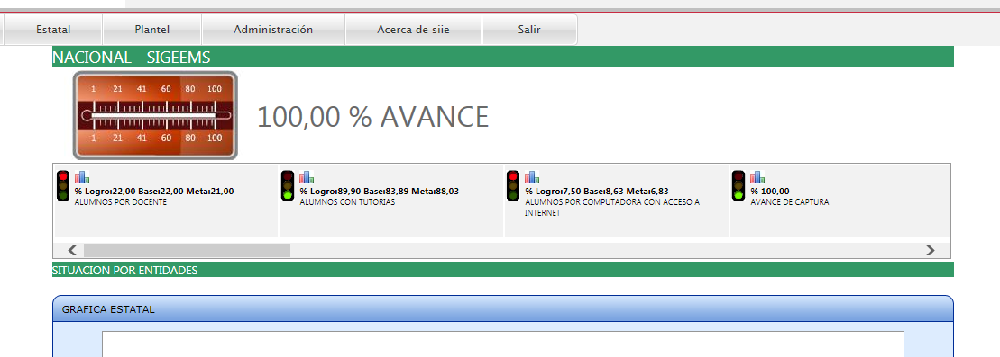 Estatal Plantel Administración Acerca de siie Salir
NACIONAL - SIGEEMS
1 21 41 60 80 100
100,00 % AVANCE
1 21 41 60 80 100
% Logro:22,00 Base:22,00 Meta:21,00
ALUMNOS POR DOCENTE
% Logro:89,90 Base:83,89 Meta:88,03
ALUMNOS CON TUTORIAS
% Logro:7,50 Base:8,63 Meta:6,83
ALUMNOS POR COMPUTADORA CON ACCESO A
INTERNET
% 100,00
AVANCE DE CAPTURA
SITUACION POR ENTIDADES
GRAFICA ESTATAL